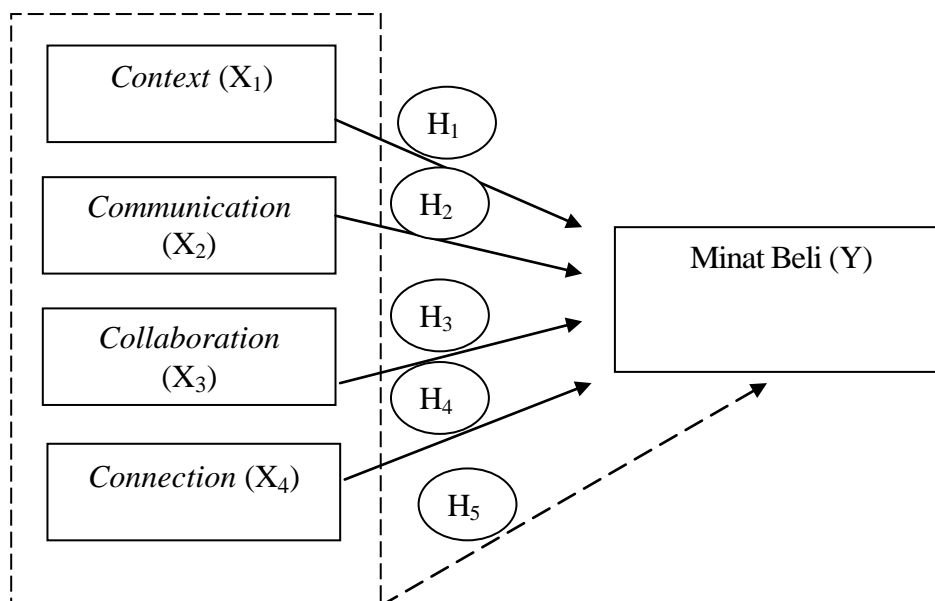 Context (X₁)
H₁
Communication
(X₂)
H₂
Minat Beli (Y)
Collaboration
(X₃)
H₃
H₄
Connection (X₄)
H₅